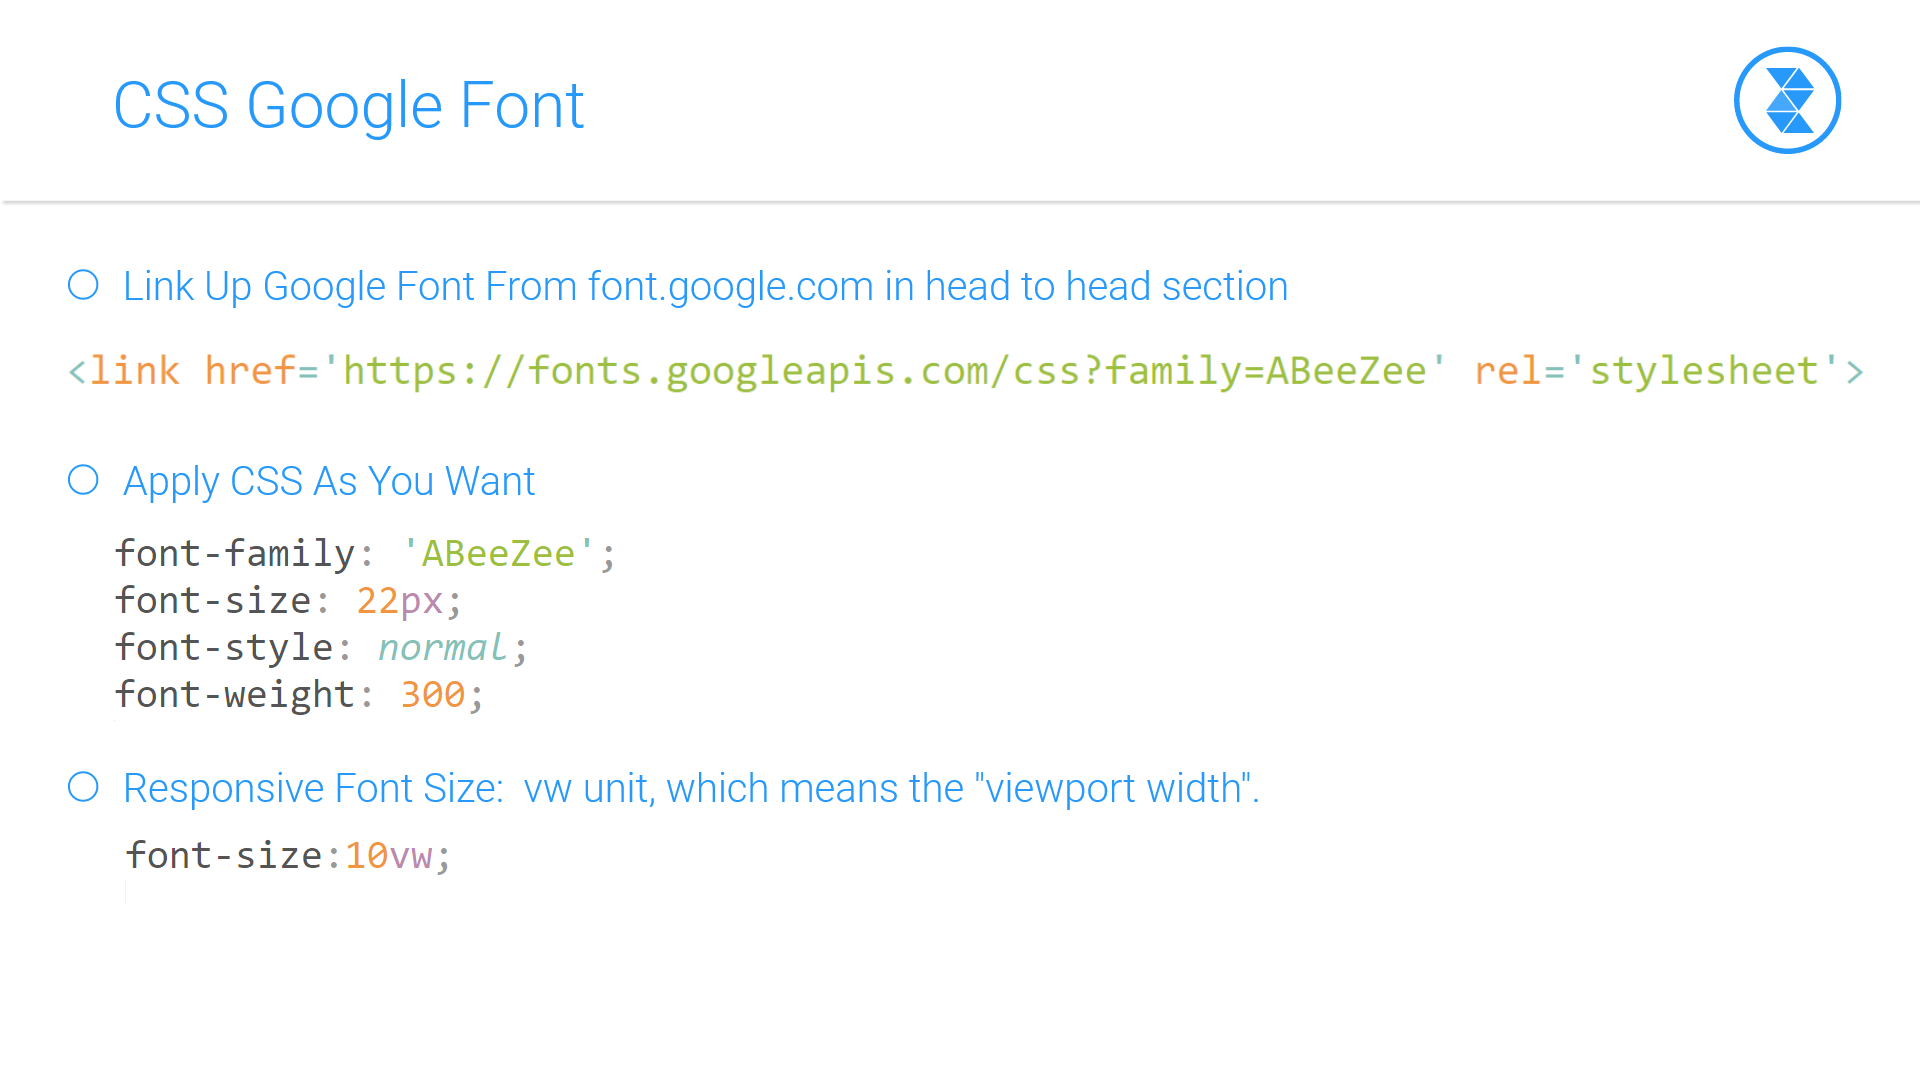 CSS Google Font
Link Up Google Font From font.google.com in head to head section
<link href='https://fonts.googleapis.com/css?family=ABeeZee' rel='stylesheet'>
Apply CSS As You Want
font-family: 'ABeeZee';
font-size: 22px;
font-style: normal;
font-weight: 300;
Responsive Font Size:  vw unit, which means the "viewport width".
font-size:10vw;